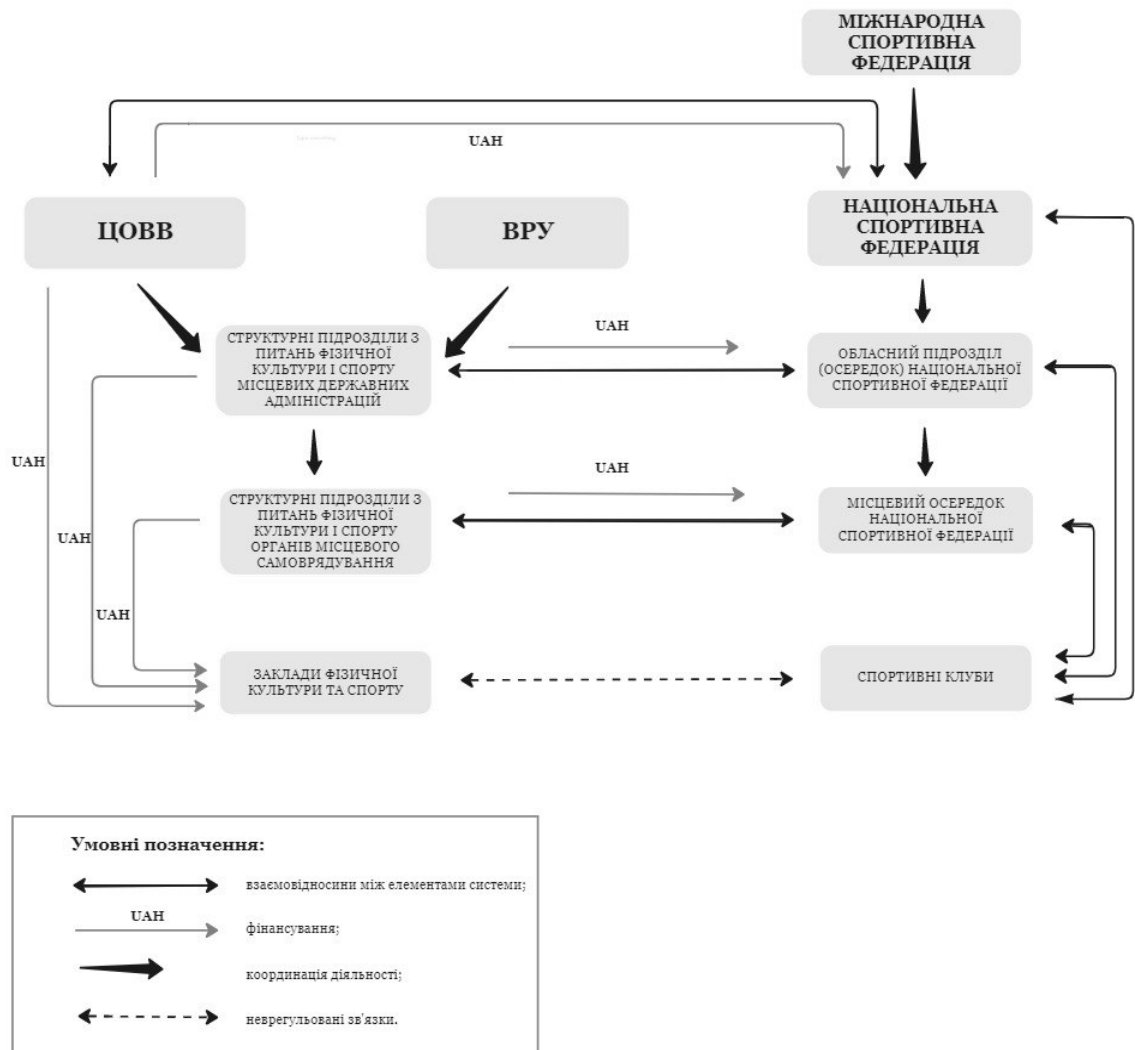 МІЖНАРОДНА
СПОРТИВНА
ФЕДЕРАЦІЯ
UAH
ЦОВВ
ВРУ
НАЦІОНАЛЬНА
СПОРТИВНА
ФЕДЕРАЦІЯ
СТРУКТУРНІ ПІДРОЗДІЛИ З
ПИТАНЬ ФІЗИЧНОЇ
КУЛЬТУРИ І СПОРТУ
МІСЦЕВИХ ДЕРЖАВНИХ
АДМІНІСТРАЦІЙ
UAH
ОБЛАСНИЙ ПІДРОЗДІЛ
(ОСЕРЕДОК) НАЦІОНАЛЬНОЇ
СПОРТИВНОЇ ФЕДЕРАЦІЇ
UAH
СТРУКТУРНІ ПІДРОЗДІЛИ З
ПИТАНЬ ФІЗИЧНОЇ
КУЛЬТУРИ І СПОРТУ
ОРГАНІВ МІСЦЕВОГО
САМОВРЯДУВАННЯ
UAH
МІСЦЕВИЙ ОСЕРЕДОК
НАЦІОНАЛЬНОЇ
СПОРТИВНОЇ ФЕДЕРАЦІЇ
UAH
UAH
ЗАКЛАДИ ФІЗИЧНОЇ
КУЛЬТУРИ ТА СПОРТУ
СПОРТИВНІ КЛУБИ
Умовні позначення:
взаємовідносини між елементами системи;
UAH
фінансування;
координація діяльності;
неврегульовані зв'язки.